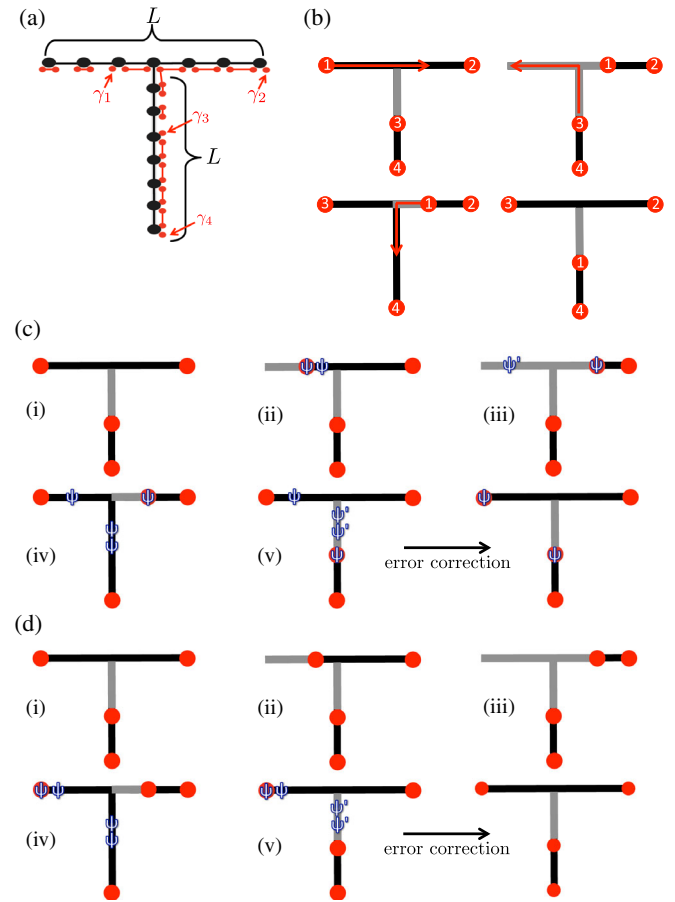 (a)
L
γ1
γ2
γ3
L
γ4
(b)
1 2
3
4
1 2
3
4
3 1 2
4
3 2
1
4
(c)
(i)
(ii)
ψ ψ
(iii)
ψ' ψ
(iv)
ψ ψ
ψ
ψ
(v)
ψ
ψ'
ψ'
ψ
error correction
ψ
ψ
(d)
(i)
(ii)
(iii)
(iv)
ψ ψ
ψ
ψ
(v)
ψ ψ
ψ'
ψ'
error correction